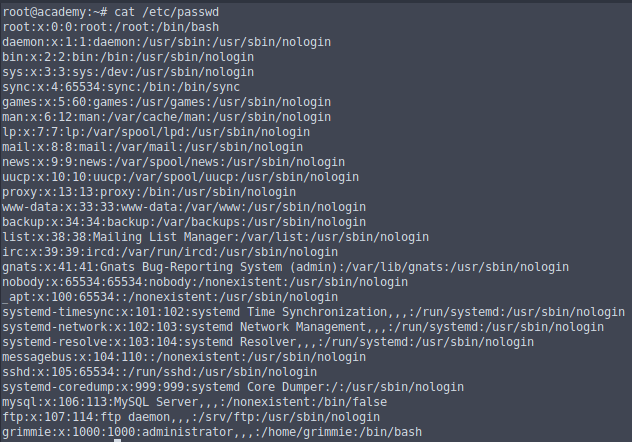 root@academy:~# cat /etc/passwd
root:x:0:0:root:/root:/bin/bash
daemon:x:1:1:daemon:/usr/sbin:/usr/sbin/nologin
bin:x:2:2:bin:/bin:/usr/sbin/nologin
sys:x:3:3:sys:/dev:/usr/sbin/nologin
sync:x:4:65534:sync:/bin:/bin/sync
games:x:5:60:games:/usr/games:/usr/sbin/nologin
man:x:6:12:man:/var/cache/man:/usr/sbin/nologin
lp:x:7:7:lp:/var/spool/lpd:/usr/sbin/nologin
mail:x:8:8:mail:/var/mail:/usr/sbin/nologin
news:x:9:9:news:/var/spool/news:/usr/sbin/nologin
uucp:x:10:10:uucp:/var/spool/uucp:/usr/sbin/nologin
proxy:x:13:13:proxy:/bin:/usr/sbin/nologin
www-data:x:33:33:www-data:/var/www:/usr/sbin/nologin
backup:x:34:34:backup:/var/backups:/usr/sbin/nologin
list:x:38:38:Mailing List Manager:/var/list:/usr/sbin/nologin
irc:x:39:39:ircd:/var/run/ircd:/usr/sbin/nologin
gnats:x:41:41:Gnats Bug-Reporting System (admin):/var/lib/gnats:/usr/sbin/nologin
nobody:x:65534:65534:nobody:/nonexistent:/usr/sbin/nologin
_apt:x:100:65534::/nonexistent:/usr/sbin/nologin
systemd-timesync:x:101:102:systemd Time Synchronization,,,:/run/systemd:/usr/sbin/nologin
systemd-network:x:102:103:systemd Network Management,,,:/run/systemd:/usr/sbin/nologin
systemd-resolve:x:103:104:systemd Resolver,,,:/run/systemd:/usr/sbin/nologin
messagebus:x:104:110::/nonexistent:/usr/sbin/nologin
sshd:x:105:65534::/run/sshd:/usr/sbin/nologin
systemd-coredump:x:999:999:systemd Core Dumper:/:/usr/sbin/nologin
mysql:x:106:113:MySQL Server,,,:/nonexistent:/bin/false
ftp:x:107:114:ftp daemon,,,:/srv/ftp:/usr/sbin/nologin
grimmie:x:1000:1000:administrator,,,:/home/grimmie:/bin/bash